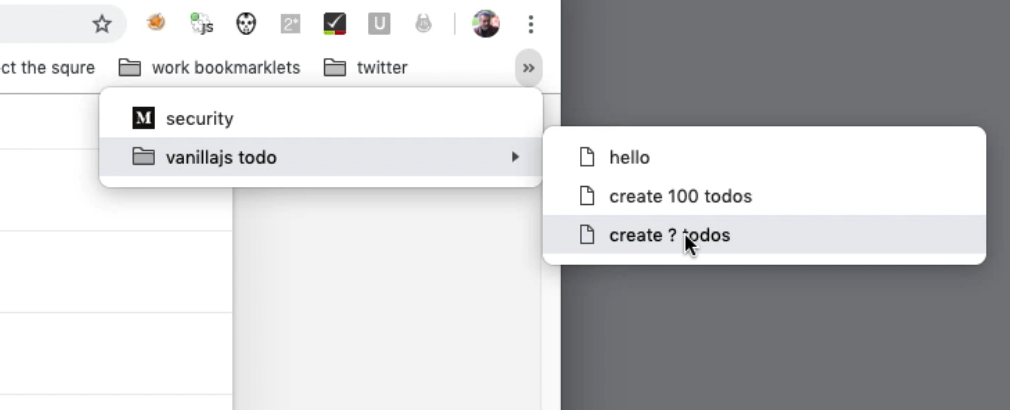 js
2*
U
ct the squre
work bookmarklets
twitter
»
M security
vanillajs todo
hello
create 100 todos
create ? todos